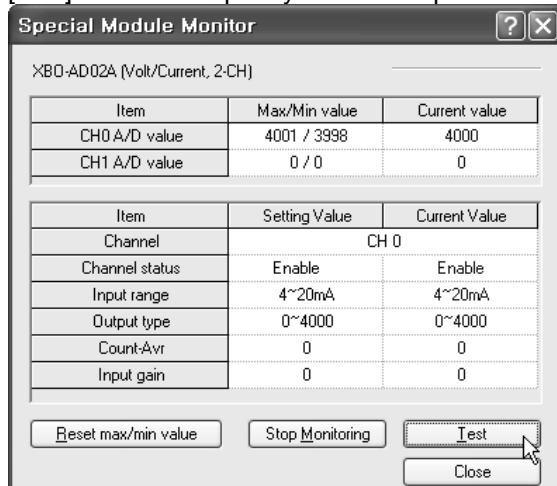 Special Module Monitor
XBO-AD02A (Volt/Current, 2-CH)
Item Max/Min value Current value
CH0 A/D value 4001 / 3998 4000
CH1 A/D value 0 / 0 0
Item Setting Value Current Value
Channel CH 0
Channel status Enable Enable
Input range 4~20mA 4~20mA
Output type 0~4000 0~4000
Count-Avr 0 0
Input gain 0 0
Reset max/min value Stop Monitoring Test
Close